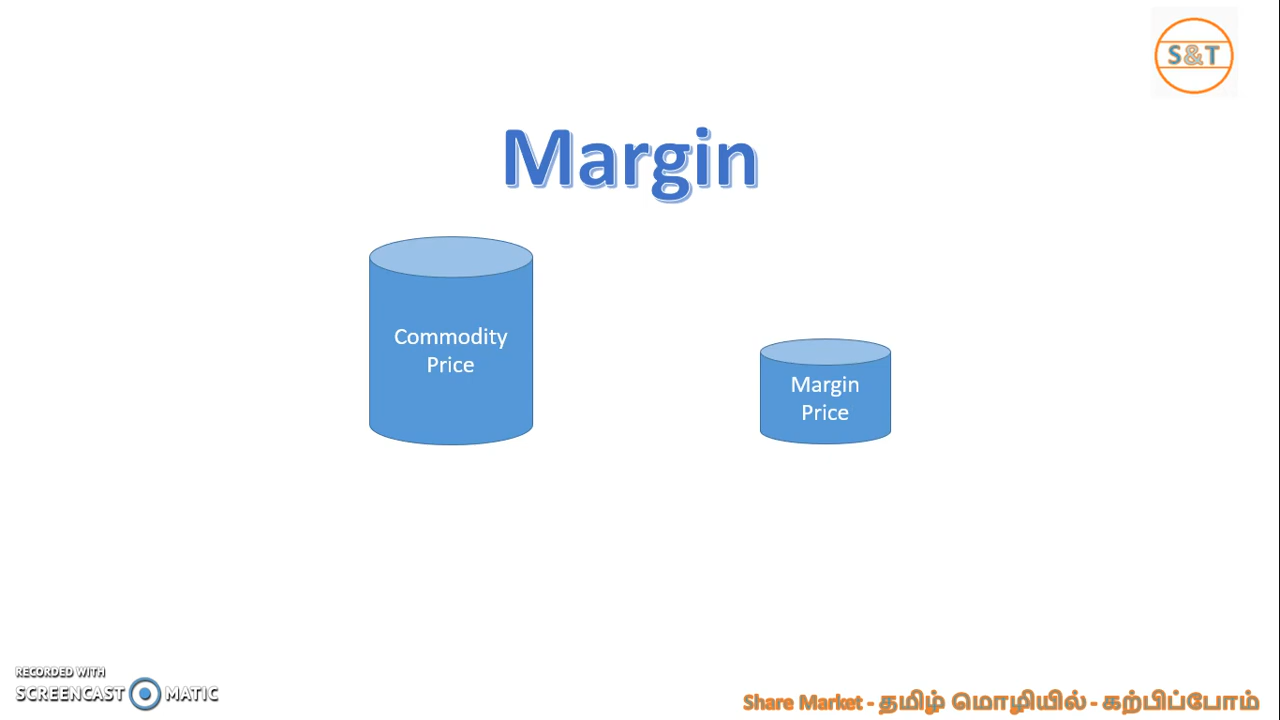 S&T
Margin
Commodity
Price
Margin
Price
RECORDED WITH
SCREENCAST MATIC
Share Market - தமிழ் மொழியில் - கற்பிப்போம்